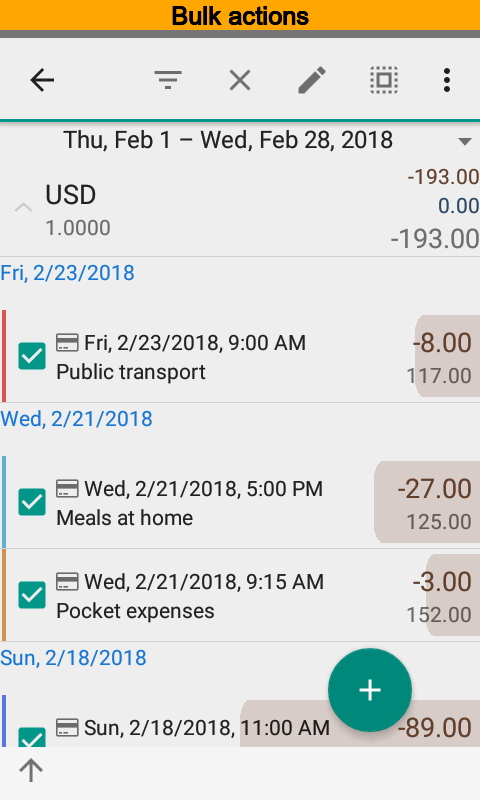 Bulk actions
Thu, Feb 1 – Wed, Feb 28, 2018
USD
-193.00
0.00
1.0000
-193.00
Fri, 2/23/2018
Fri, 2/23/2018, 9:00 AM
-8.00
Public transport
117.00
Wed, 2/21/2018
Wed, 2/21/2018, 5:00 PM
-27.00
Meals at home
125.00
Wed, 2/21/2018, 9:15 AM
-3.00
Pocket expenses
152.00
Sun, 2/18/2018
Sun, 2/18/2018, 11:00 AM
-89.00